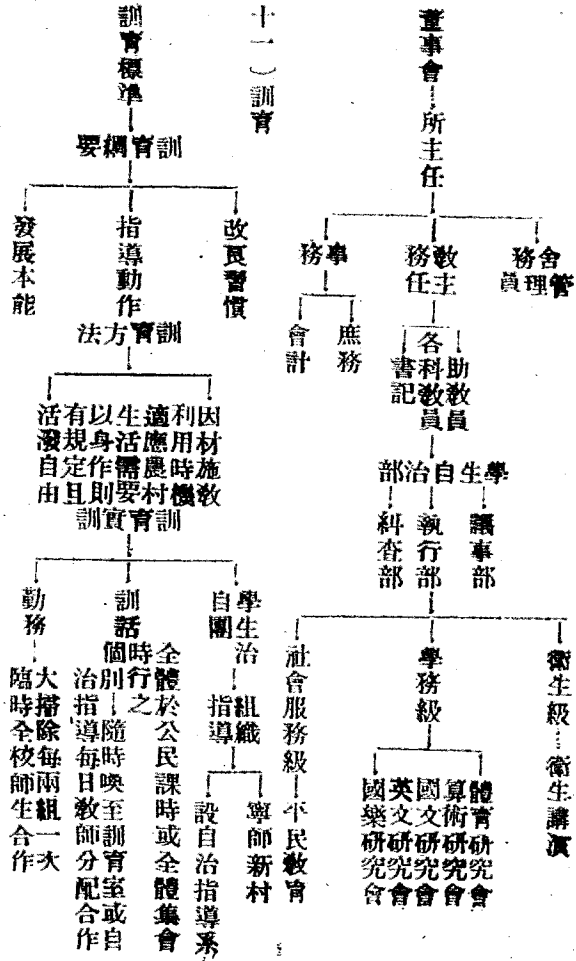 董事會
所主任
舍務
管理員
教務
主任
事務
庶務
會計
助教員
各科教員
書記
學生自治部
議事部
執行部
糾查部
衛生級
衛生講演
學務級
體育研究會
算術研究會
國文研究會
英文研究會
國樂研究會
社會服務級
平民教育
十一）訓育
訓育標準
訓育綱要
改良習慣
指導動作
發展本能
訓育方法
因材施教
利用時機
適應農村
生活需要
以身作則
有規定且
活潑自由
訓育實訓
學生治
自團
組織
指導
寧師新村
設自治指導系
訓話
全體於公民課時或全體集會
時行之
個別—隨時喚至訓育室或自
治指導每日教師分配合作
勤務
大掃除每兩組一次
臨時全校師生合作